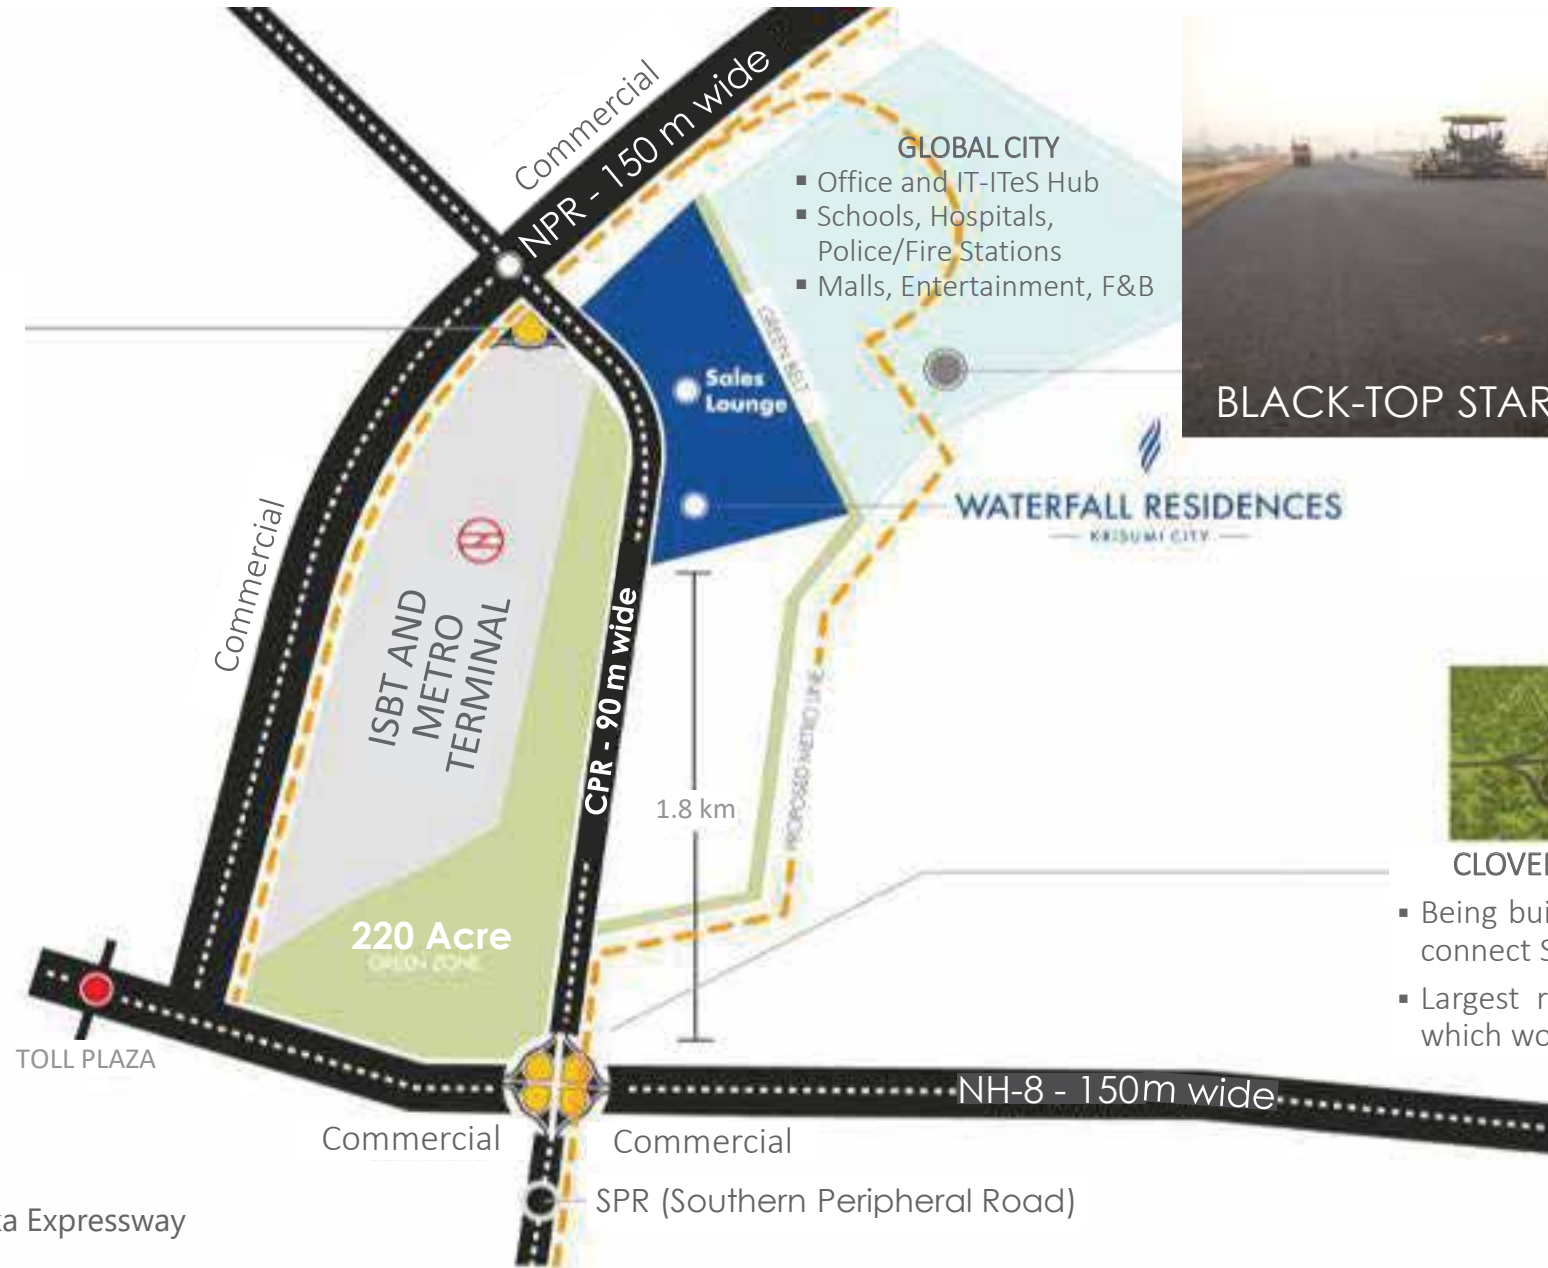 Commercial
NPR - 150 m wide
GLOBAL CITY
▪ Office and IT-ITeS Hub
▪ Schools, Hospitals,
Police/Fire Stations
▪ Malls, Entertainment, F&B
GREEN BELT
Sales
Lounge
BLACK-TOP STAR
WATERFALL RESIDENCES
KRISUMI CITY
Commercial
ISBT AND
METRO
TERMINAL
CPR - 90 m wide
PROPOSED METRO LINE
1.8 km
220 Acre
GREEN ZONE
CLOVE
▪ Being bui
connect S
▪ Largest r
which wo
TOLL PLAZA
NH-8 - 150m wide
Commercial
Commercial
SPR (Southern Peripheral Road)
a Expressway